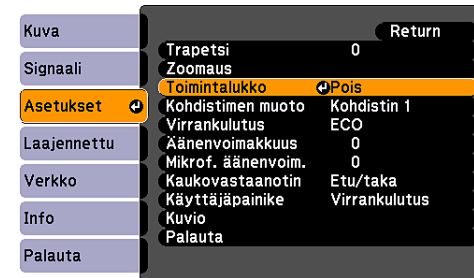 Kuva
Signaali
Asetukset
Laajennettu
Verkko
Info
Palauta
Return
Trapetsi 0
Zoomaus
Toimintalukko Pois
Kohdistimen muoto Kohdistin 1
Virrankulutus ECO
Äänenvoimakkuus 0
Mikrof. äänenvoim. 0
Kaukovastaanotin Etu/taka
Käyttäjäpainike Virrankulutus
Kuvio
Palauta